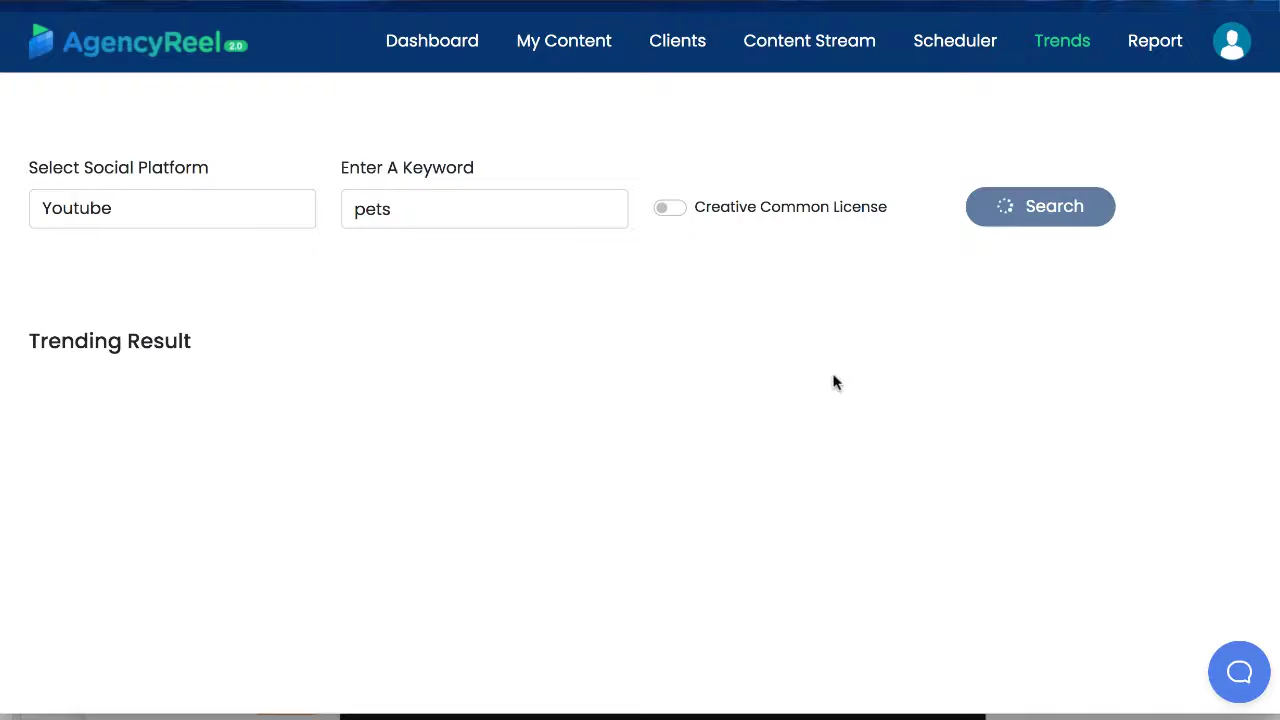 AgencyReel 2.0 Dashboard My Content Clients Content Stream Scheduler Trends Report
Select Social Platform Enter A Keyword
Youtube pets Creative Common License Search
Trending Result